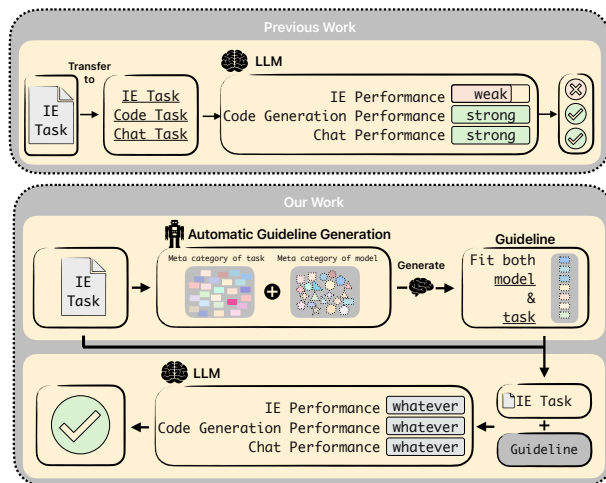 Previous Work
Transfer
to
LLM
IE
Task
IE Task
Code Task
Chat Task
IE Performance weak
Code Generation Performance strong
Chat Performance strong
Our Work
Automatic Guideline Generation
Guideline
IE
Task
Meta category of task
Meta category of model
Generate
Fit both
model
&
task
LLM
IE Performance whatever
Code Generation Performance whatever
Chat Performance whatever
IE Task
+
Guideline